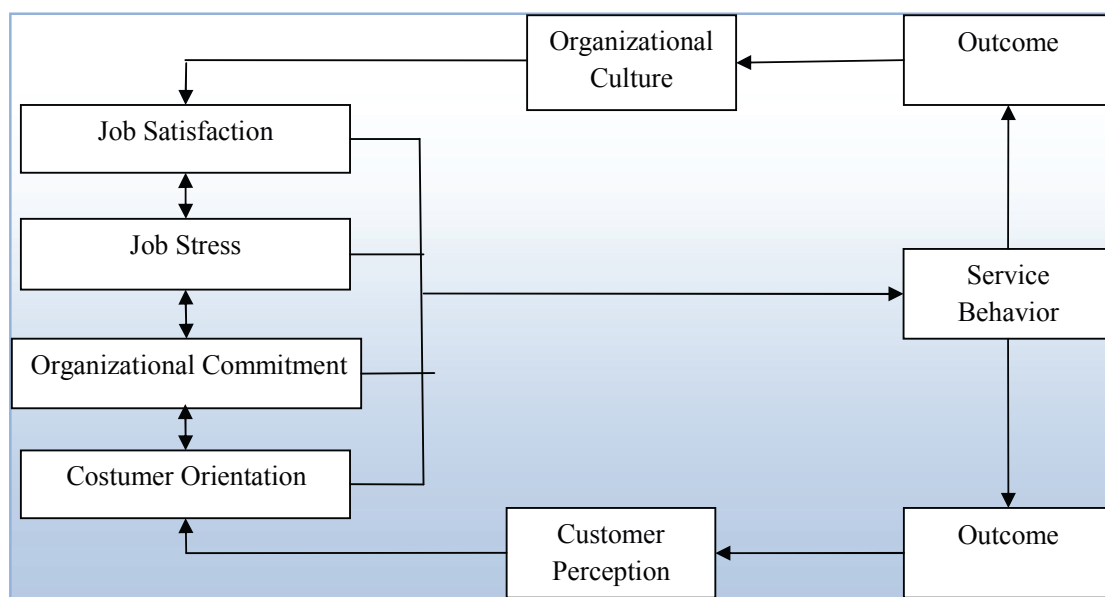 Organizational
Culture
Outcome
Job Satisfaction
Job Stress
Service
Behavior
Organizational Commitment
Costumer Orientation
Customer
Perception
Outcome